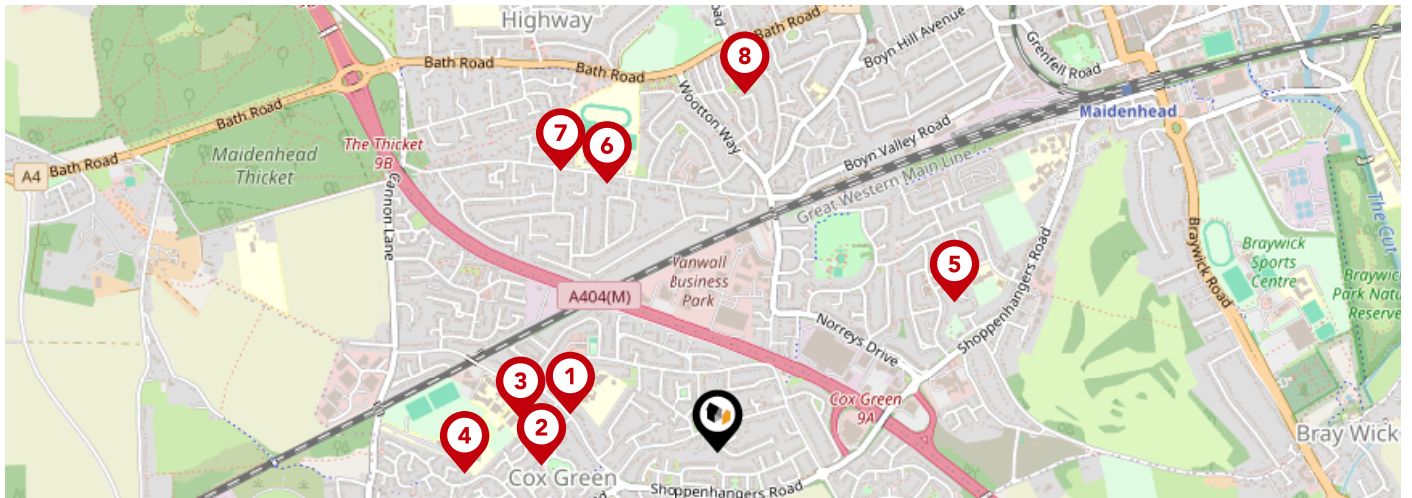 Highway
Road
Bath Road
Boyn Hill Avenue
Grenfell Road
8
Bath Road
Bath Road
Wootton Way
Bath Road
Maidenhead
7
6
The Thicket
9B
Boyn Valley Road
Maidenhead
Thicket
A4
Bath Road
Cannon Lane
Great Western Main Line
The Cut
Braywick Road
Shoppenhangers Road
5
Vanwall
Business
Park
Braywick
Sports
Centre
Braywick
Park Natu
Reserve
A404(M)
Norreys Drive
3
1
2
4
Cox Green
9A
Bray Wick
Cox Green
Shoppenhangers Road